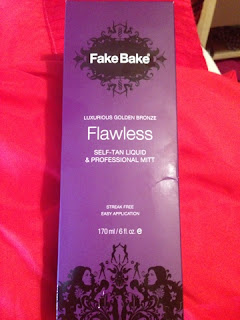 Fake Bake®
LUXURIOUS GOLDEN BRONZE
Flawless
SELF-TAN LIQUID
& PROFESSIONAL MITT
STREAK FREE
EASY APPLICATION
170 ml / 6 fl. oz. e